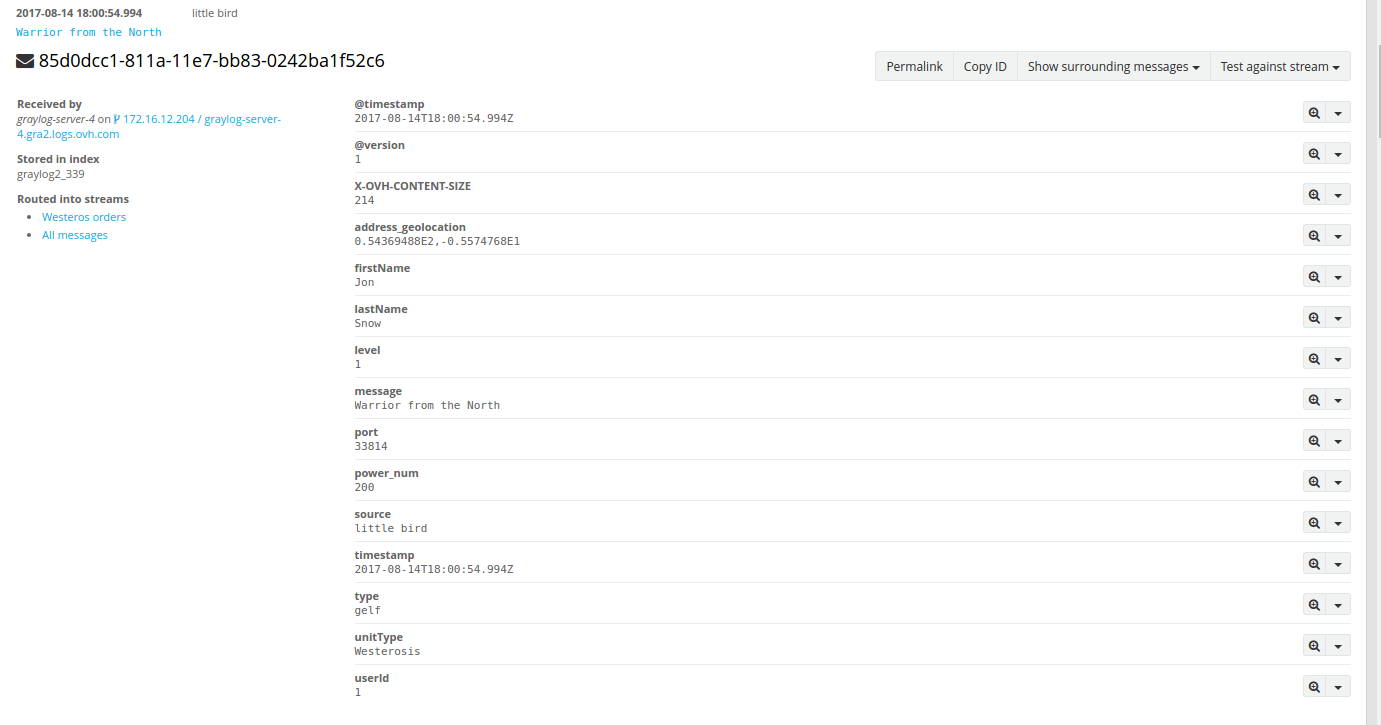 2017-08-14 18:00:54.994 little bird
Warrior from the North
85d0dcc1-811a-11e7-bb83-0242ba1f52c6
Permalink Copy ID Show surrounding messages Test against stream
Received by
graylog-server-4 on 172.16.12.204 / graylog-server-
4.gra2.logs.ovh.com
Stored in index
graylog2_339
Routed into streams
Westeros orders
All messages
@timestamp
2017-08-14T18:00:54.994Z
@version
1
X-OVH-CONTENT-SIZE
214
address_geolocation
0.54369488E2,-0.5574768E1
firstName
Jon
lastName
Snow
level
1
message
Warrior from the North
port
33814
power_num
200
source
little bird
timestamp
2017-08-14T18:00:54.994Z
type
gelf
unitType
Westerosis
userId
1